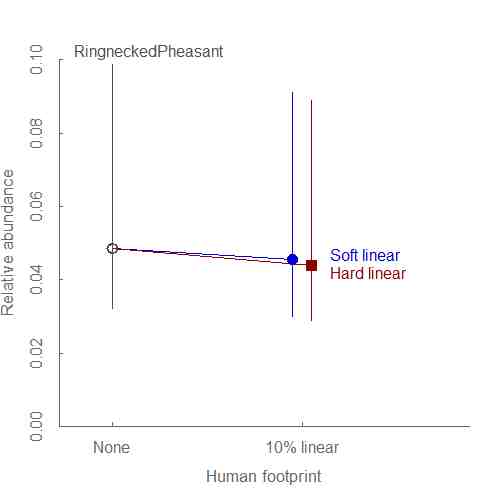 RingneckedPheasant
0.10
0.08
0.06
0.04
0.02
0.00
Relative abundance
Soft linear
Hard linear
None
10% linear
Human footprint